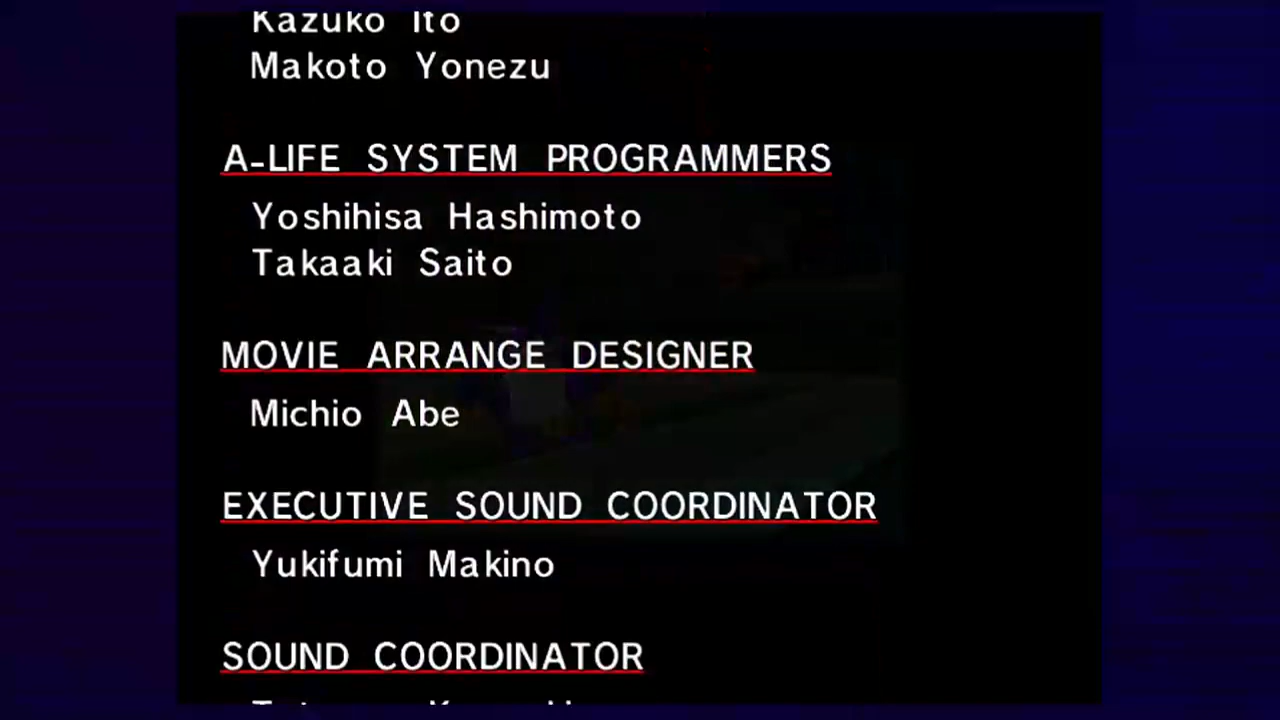 Kazuko Ito
Makoto Yonezu
A-LIFE SYSTEM PROGRAMMERS
Yoshihisa Hashimoto
Takaaki Saito
MOVIE ARRANGE DESIGNER
Michio Abe
EXECUTIVE SOUND COORDINATOR
Yukifumi Makino
SOUND COORDINATOR